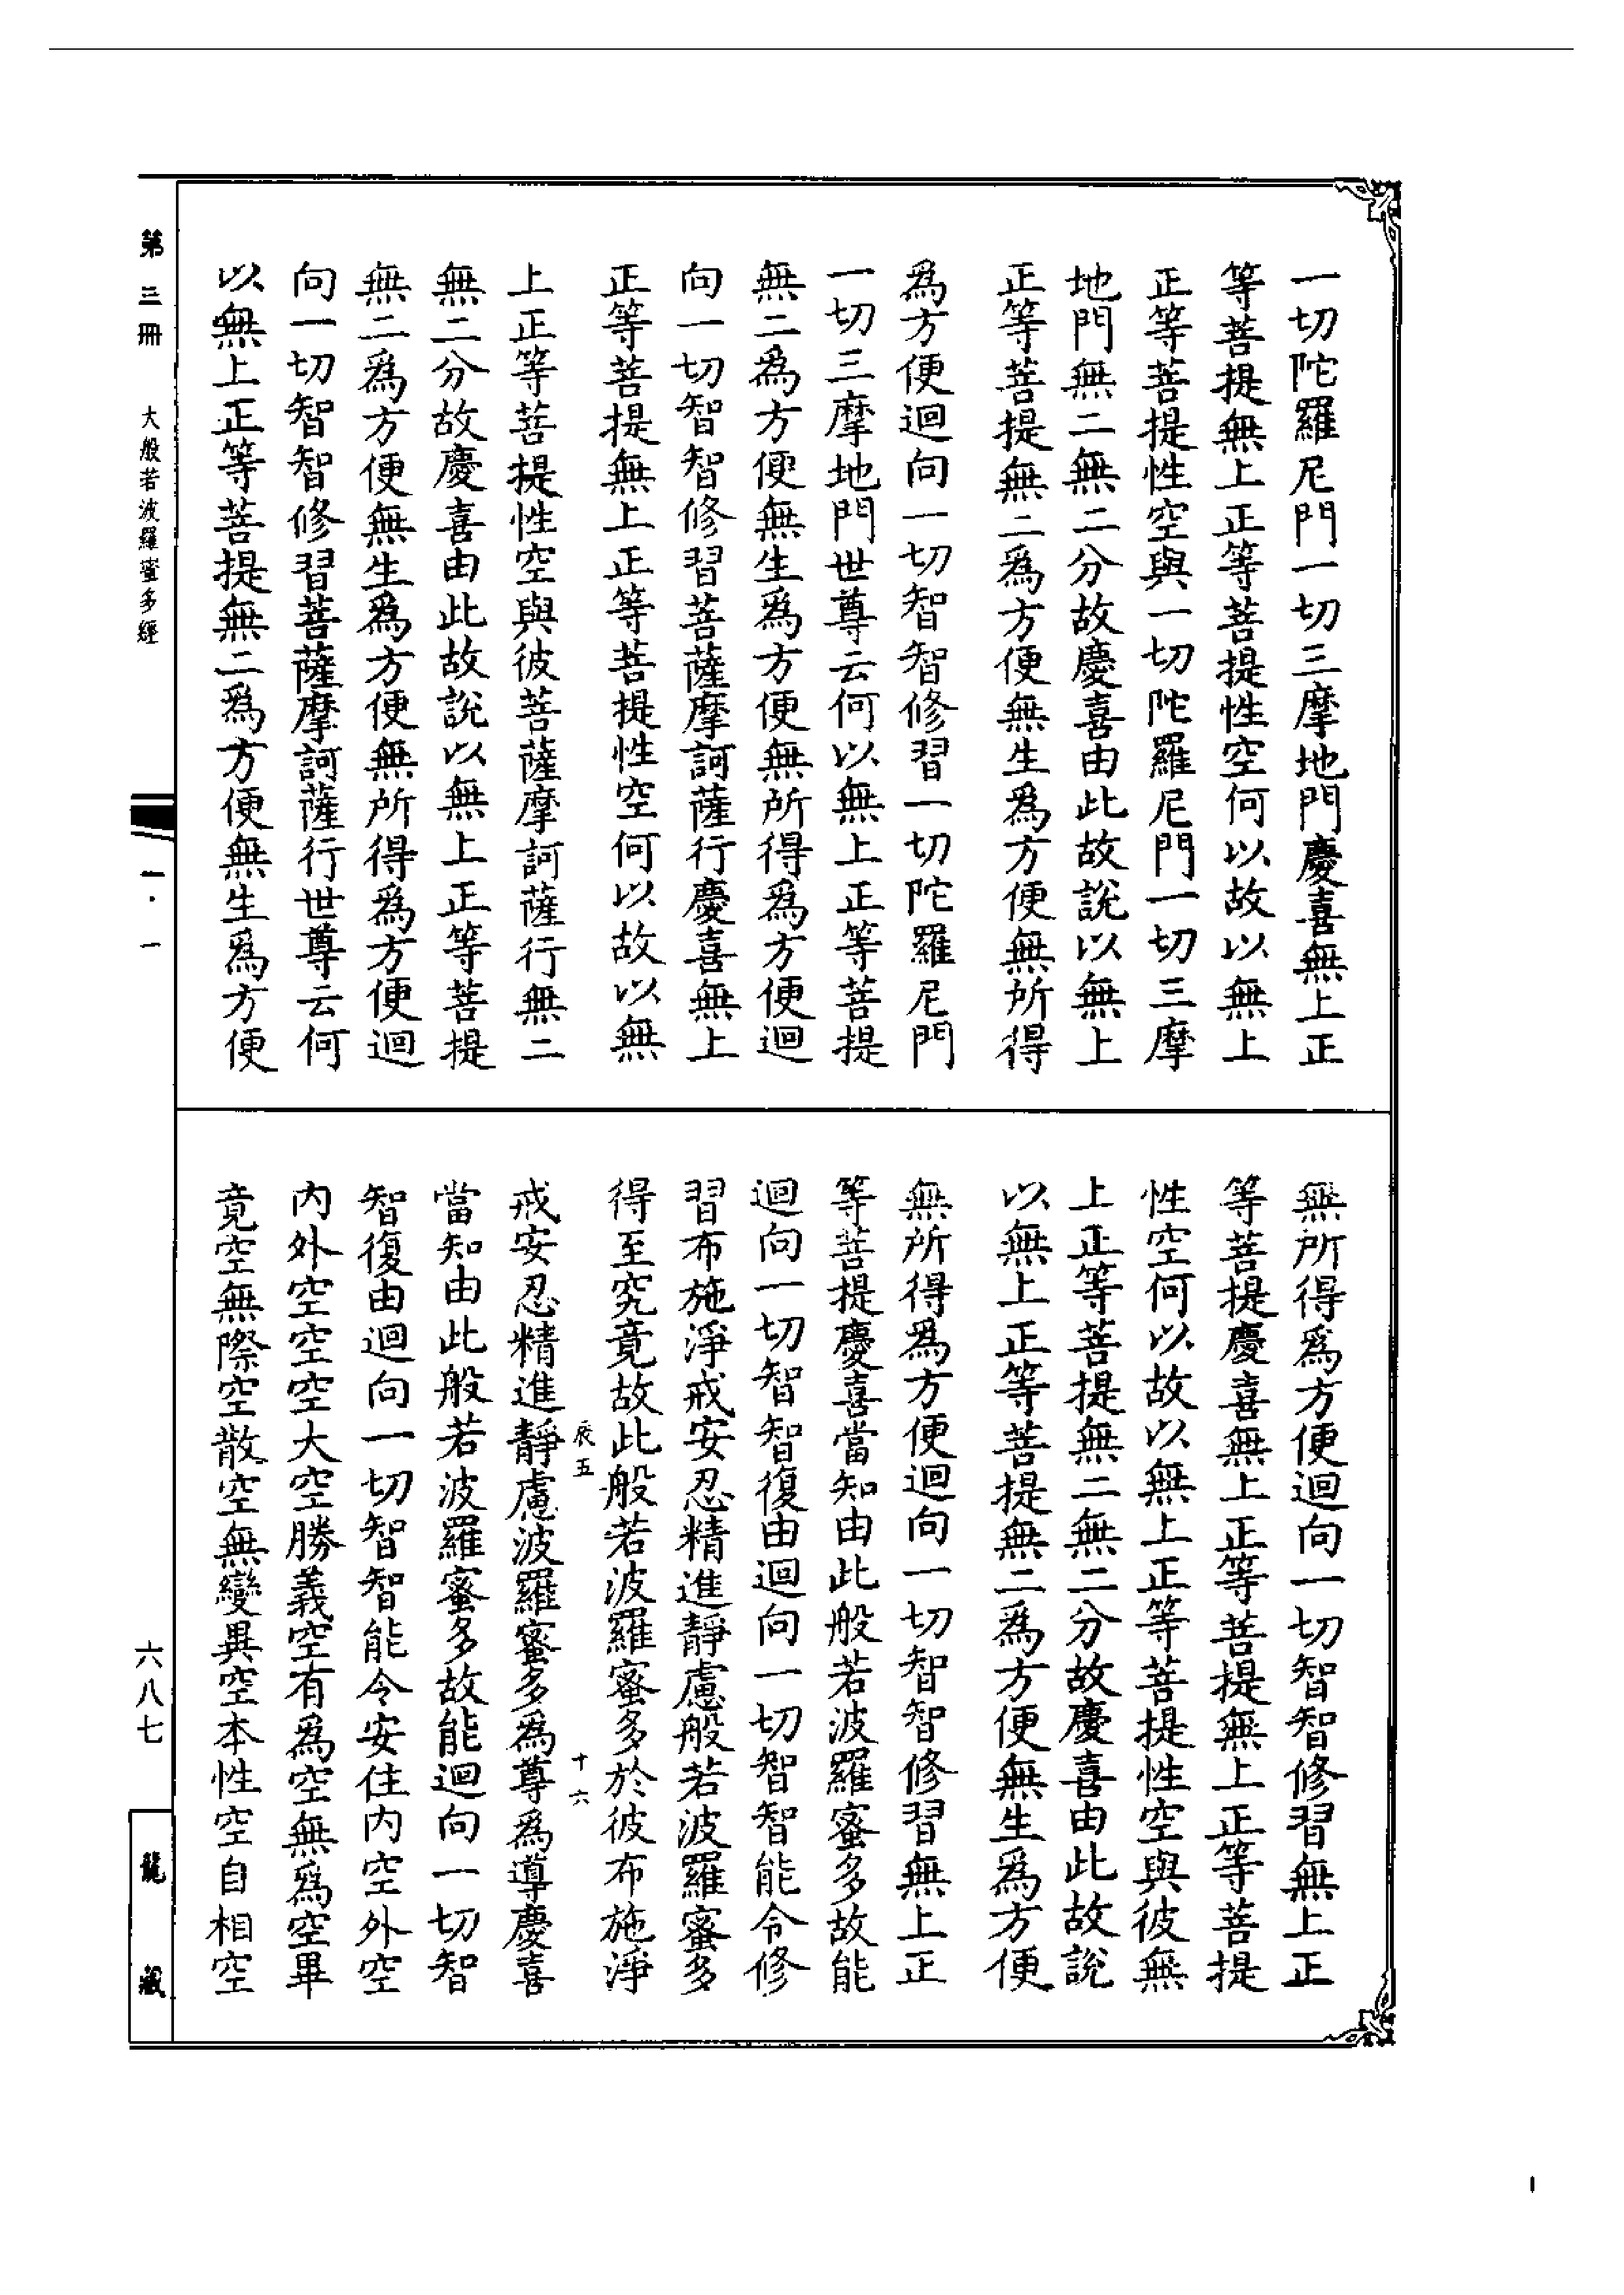 一切陀羅尼門一切三摩地門慶喜無上正
等菩提無上正等菩提性空何以故以無上
正等菩提性空與一切陀羅尼門一切三摩
地門無二無二分故慶喜由此故說以無上
正等菩提無二爲方便無生爲方便無所得
爲方便迴向一切智智修習一切陀羅尼門
一切三摩地門世尊云何以無上正等菩提
無二爲方便無生爲方便無所得爲方便迴
向一切智智修習菩薩摩訶薩行慶喜無上
正等菩提無上正等菩提性空何以故以無
上正等菩提性空與彼菩薩摩訶薩行無二
無二分故慶喜由此故說以無上正等菩提
無二爲方便無生爲方便無所得爲方便迴
向一切智智修習菩薩摩訶薩行世尊云何
以無上正等菩提無二爲方便無生爲方便
無所得爲方便迴向一切智智修習無上正
等菩提慶喜無上正等菩提無上正等菩提
性空何以故以無上正等菩提性空與彼無
上正等菩提無二無二分故慶喜由此故說
以無上正等菩提無二爲方便無生爲方便
無所得爲方便迴向一切智智修習無上正
等菩提慶喜當知由此般若波羅蜜多故能
迴向一切智智復由迴向一切智智能令修
習布施淨戒安忍精進靜慮般若波羅蜜多
得至究竟故此般若波羅蜜多於彼布施淨
辰五
十六
戒安忍精進靜慮波羅蜜多爲尊爲導慶喜
當知由此般若波羅蜜多故能迴向一切智
智復由迴向一切智智能令安住內空外空
內外空空空大空勝義空有爲空無爲空畢
竟空無際空散空無變異空本性空自相空
第三冊
大般若波羅蜜多經
一·一
六八七
龍藏